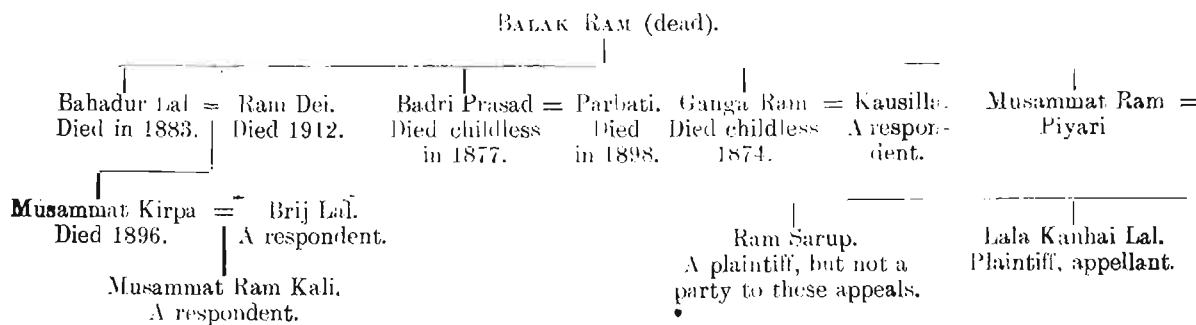 BALAK RAM (dead).
Bahadur Lal = Ram Dei. Badri Prasad = Parbati. Ganga Ram = Kausilla. Musammat Ram =
Died in 1883. Died 1912. Died childless Died Died childless A respon- Piyari
in 1877. in 1898. 1874. dent.
Musammat Kirpa = Brij Lal. Ram Sarup. Lala Kanhai Lal.
Died 1896. A respondent. A plaintiff, but not a Plaintiff, appellant.
Musammat Ram Kali. party to these appeals.
A respondent.